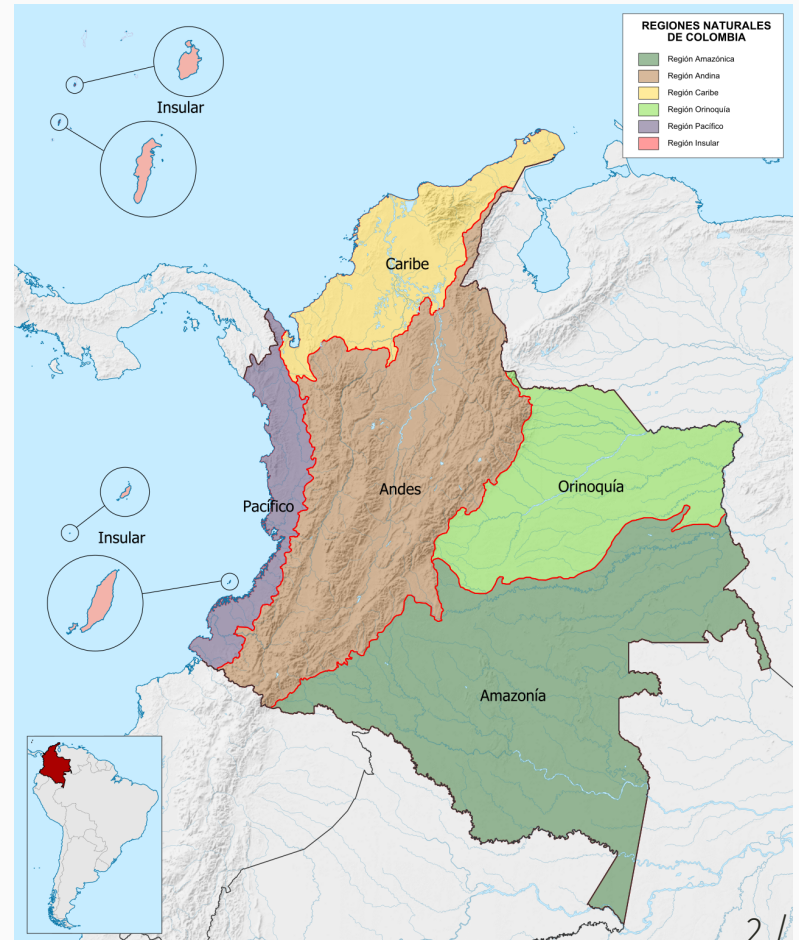 REGIONES NATURALES
DE COLOMBIA
Región Amazónica
Región Andina
Región Caribe
Región Orinoquía
Región Pacífico
Región Insular
Insular
Caribe
Andes
Orinoquía
Pacífico
Insular
Amazonía